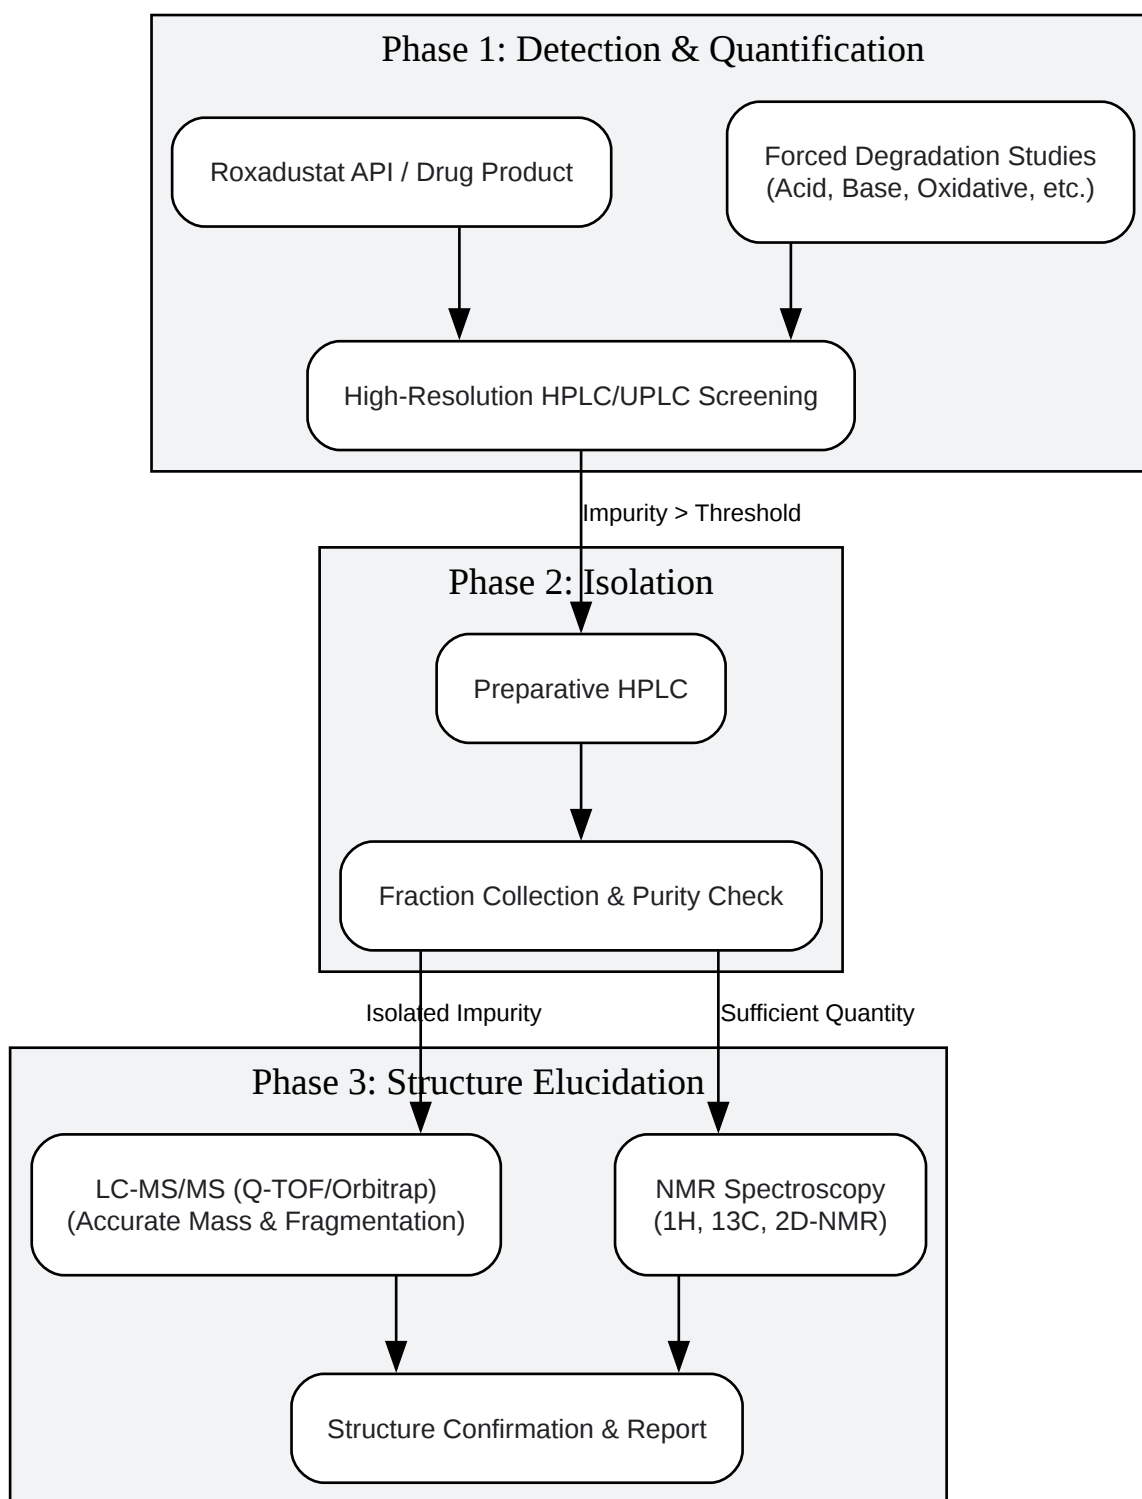 Phase 1: Detection & Quantification
Roxadustat API / Drug Product
Forced Degradation Studies
(Acid, Base, Oxidative, etc.)
High-Resolution HPLC/UPLC Screening
Impurity > Threshold
Phase 2: Isolation
Preparative HPLC
Fraction Collection & Purity Check
Isolated Impurity
Sufficient Quantity
Phase 3: Structure Elucidation
LC-MS/MS (Q-TOF/Orbitrap)
(Accurate Mass & Fragmentation)
NMR Spectroscopy
(1H, 13C, 2D-NMR)
Structure Confirmation & Report